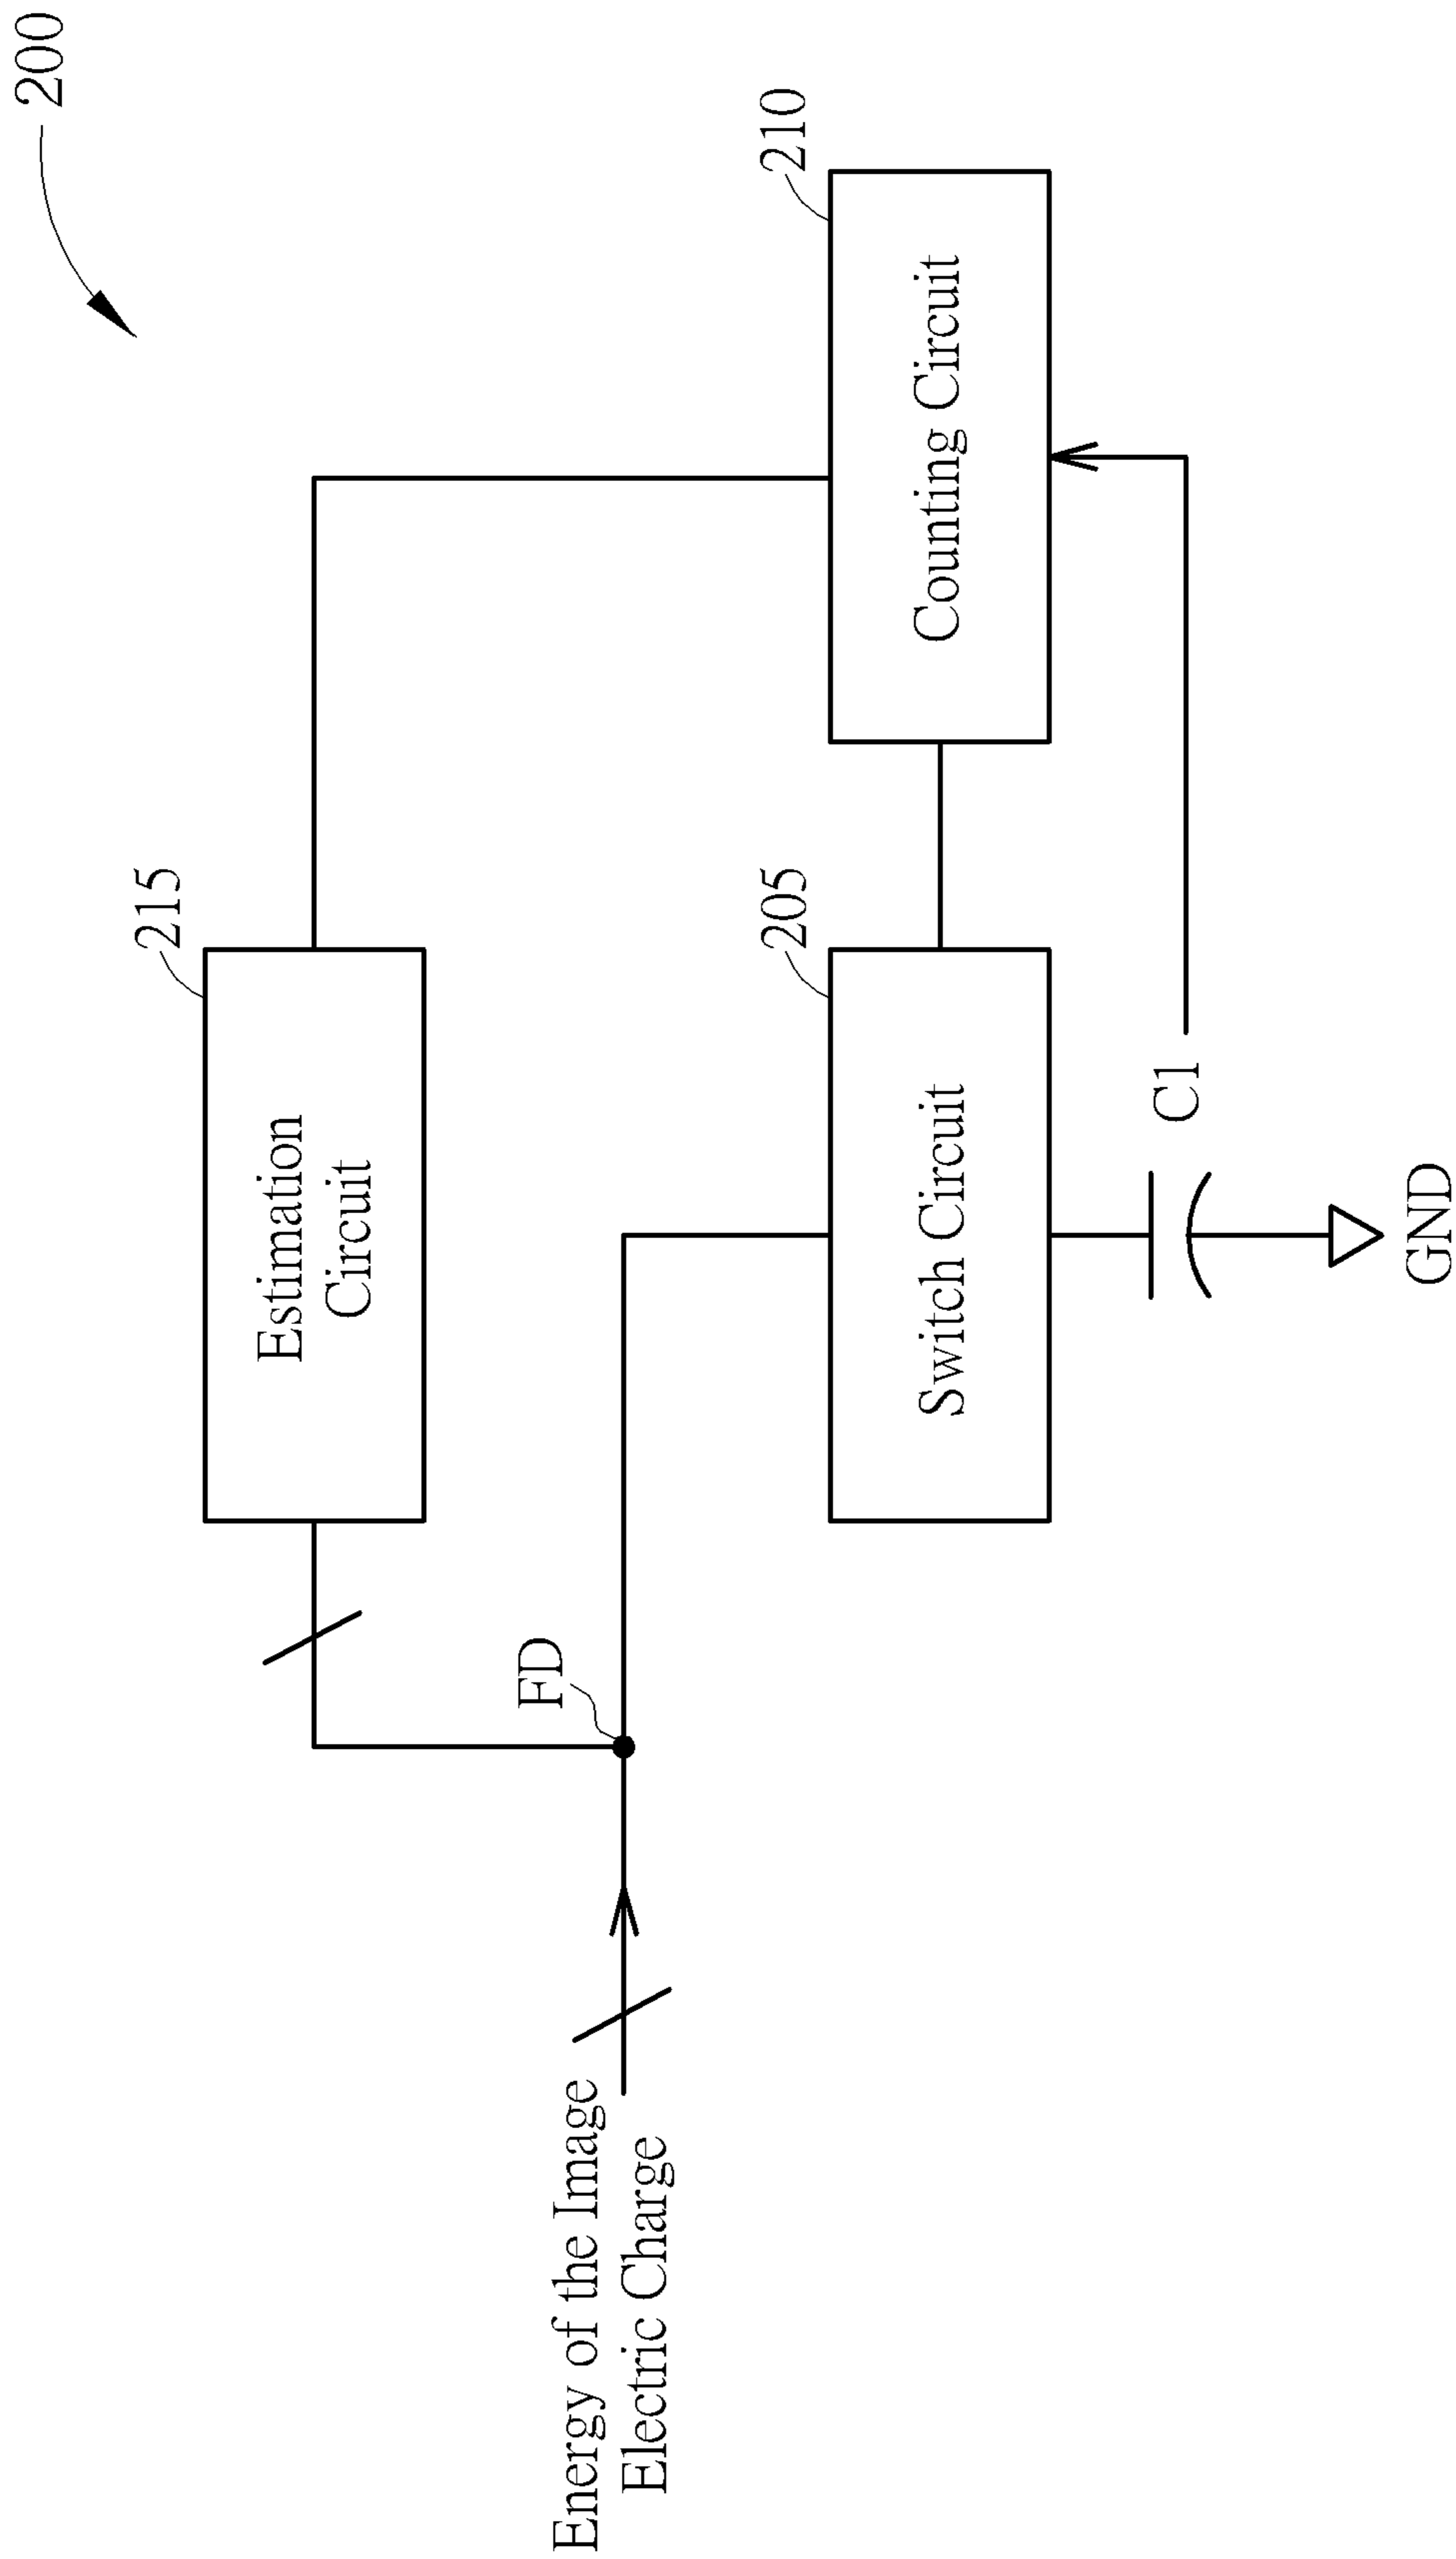 200
215
Estimation
Circuit
FD
Energy of the Image
Electric Charge
205
Switch Circuit
210
Counting Circuit
C1
GND